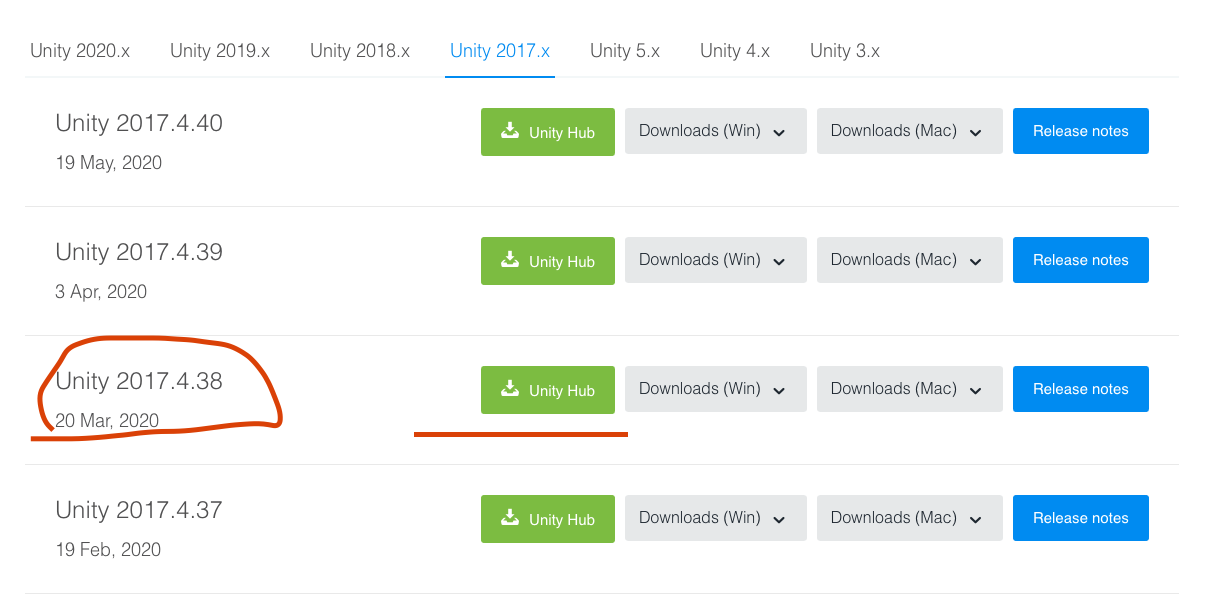 Unity 2020.x Unity 2019.x Unity 2018.x Unity 2017.x Unity 5.x Unity 4.x Unity 3.x
Unity 2017.4.40 Unity Hub Downloads (Win) Downloads (Mac) Release notes
19 May, 2020
Unity 2017.4.39 Unity Hub Downloads (Win) Downloads (Mac) Release notes
3 Apr, 2020
Unity 2017.4.38 Unity Hub Downloads (Win) Downloads (Mac) Release notes
20 Mar, 2020
Unity 2017.4.37 Unity Hub Downloads (Win) Downloads (Mac) Release notes
19 Feb, 2020